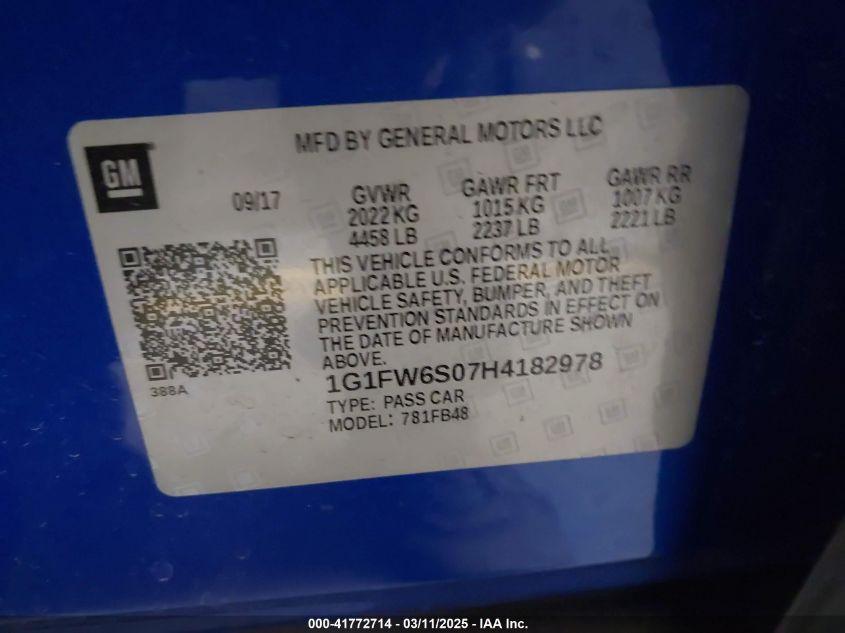 MFD BY GENERAL MOTORS LLC
GM
09/17
GVWR
2022 KG
4458 LB
GAWR FRT
1015 KG
2237 LB
GAWR RR
1007 KG
2221 LB
THIS VEHICLE CONFORMS TO ALL
APPLICABLE U.S. FEDERAL MOTOR
VEHICLE SAFETY, BUMPER, AND THEFT
PREVENTION STANDARDS IN EFFECT ON
THE DATE OF MANUFACTURE SHOWN
ABOVE.
388A
1G1FW6S07H4182978
TYPE: PASS CAR
MODEL: 781FB48
000-41772714 - 03/11/2025 - IAA Inc.